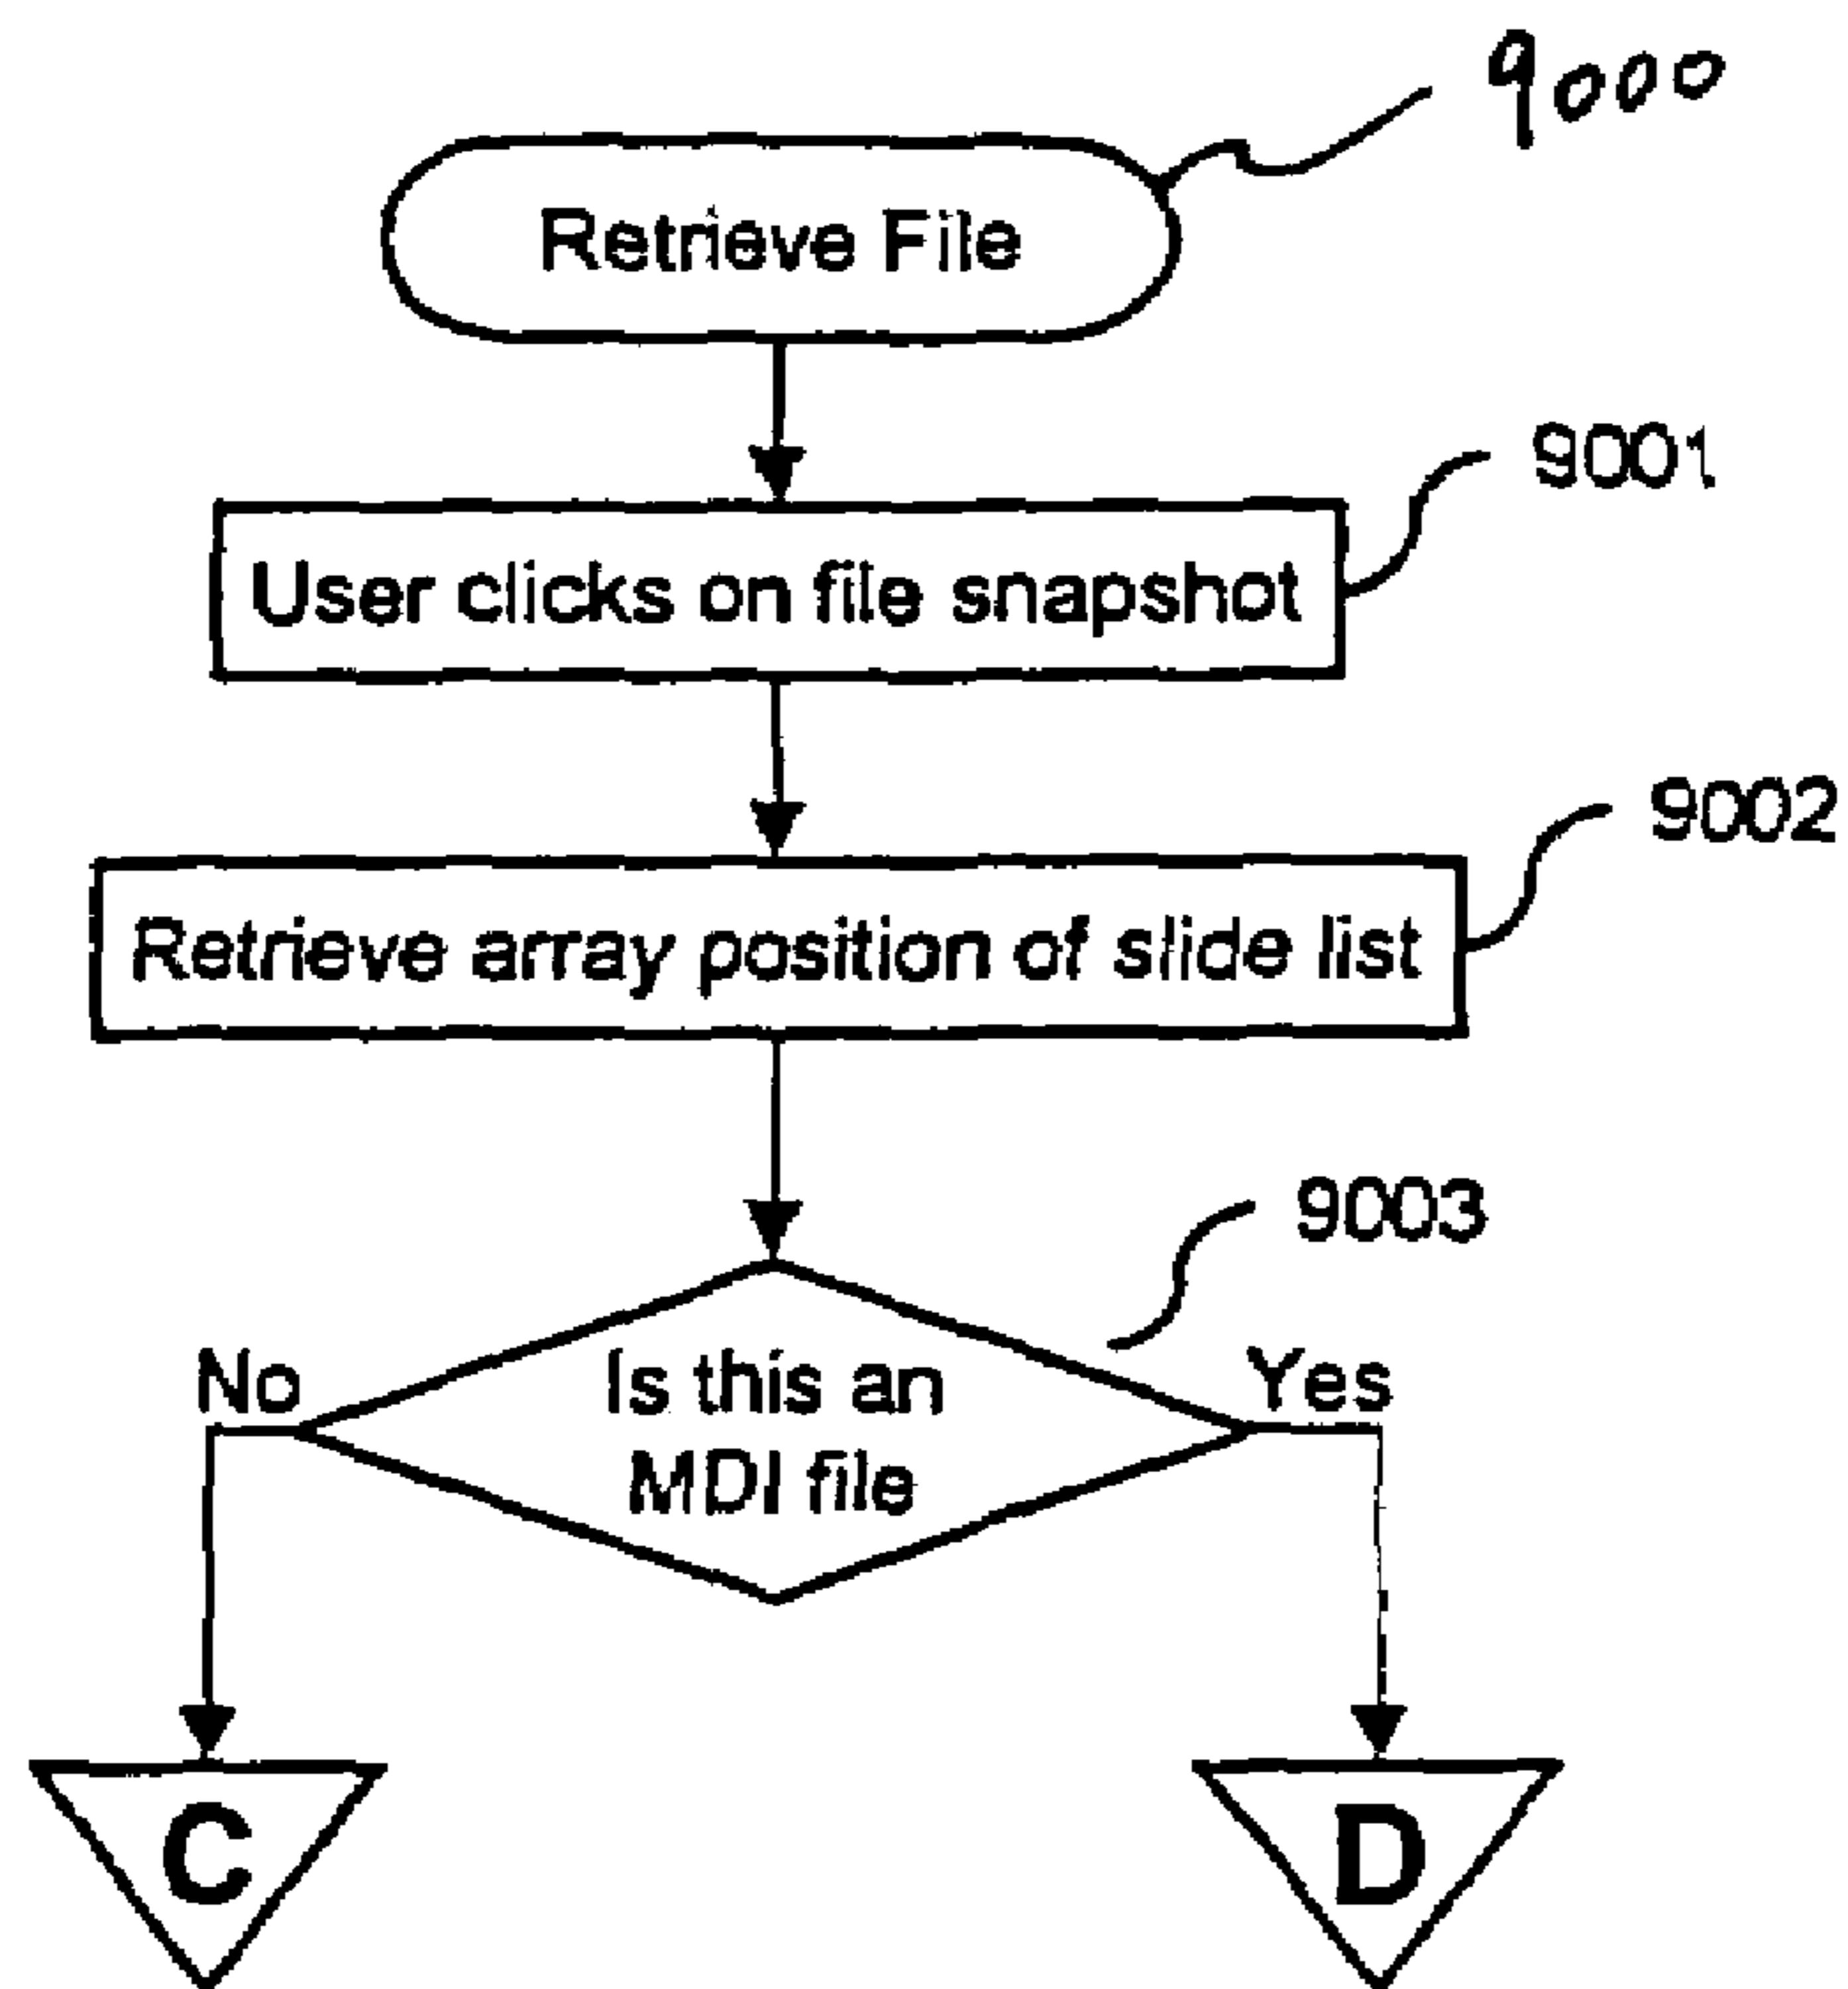 9000
Retrieve File
9001
User clicks on file snapshot
9002
Retrieve array position of slide list
9003
No
Is this an
Yes
MDI file
C
D